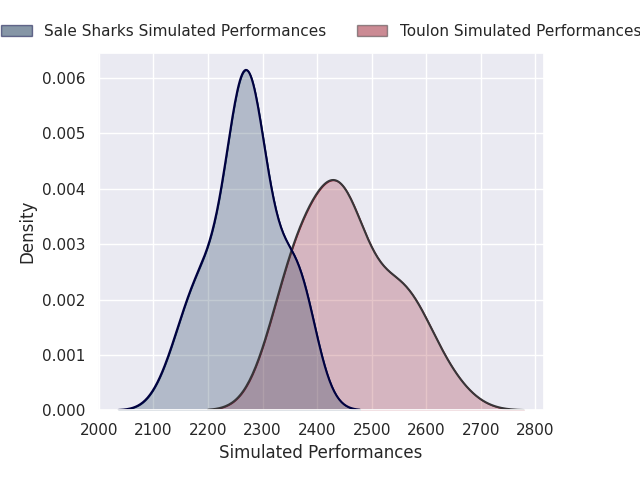 Sale Sharks Simulated Performances Toulon Simulated Performances
0.006
0.005
0.004
0.003
0.002
0.001
0.000
Density
2000 2100 2200 2300 2400 2500 2600 2700 2800
Simulated Performances